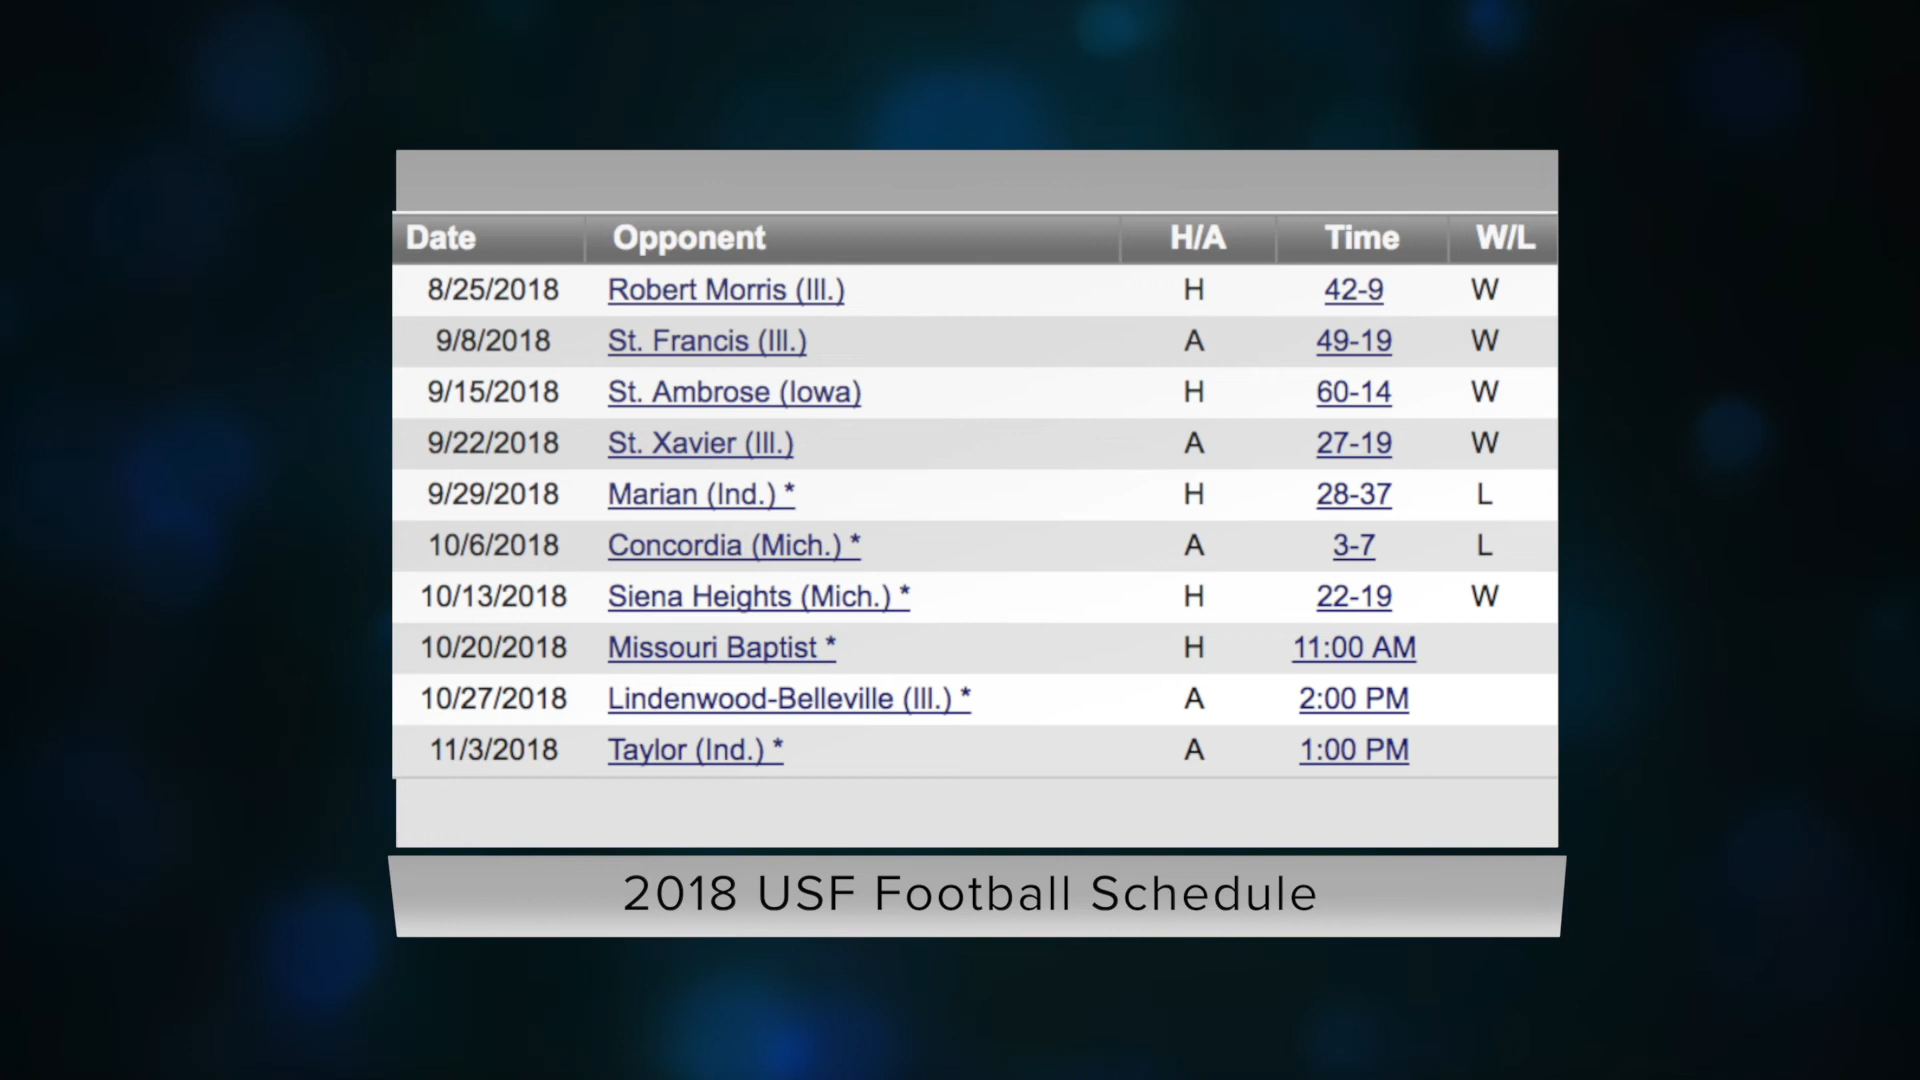 Date Opponent H/A Time W/L
8/25/2018 Robert Morris (Ill.) H 42-9 W
9/8/2018 St. Francis (Ill.) A 49-19 W
9/15/2018 St. Ambrose (Iowa) H 60-14 W
9/22/2018 St. Xavier (Ill.) A 27-19 W
9/29/2018 Marian (Ind.) * H 28-37 L
10/6/2018 Concordia (Mich.) * A 3-7 L
10/13/2018 Siena Heights (Mich.) * H 22-19 W
10/20/2018 Missouri Baptist * H 11:00 AM
10/27/2018 Lindenwood-Belleville (Ill.) * A 2:00 PM
11/3/2018 Taylor (Ind.) * A 1:00 PM
2018 USF Football Schedule